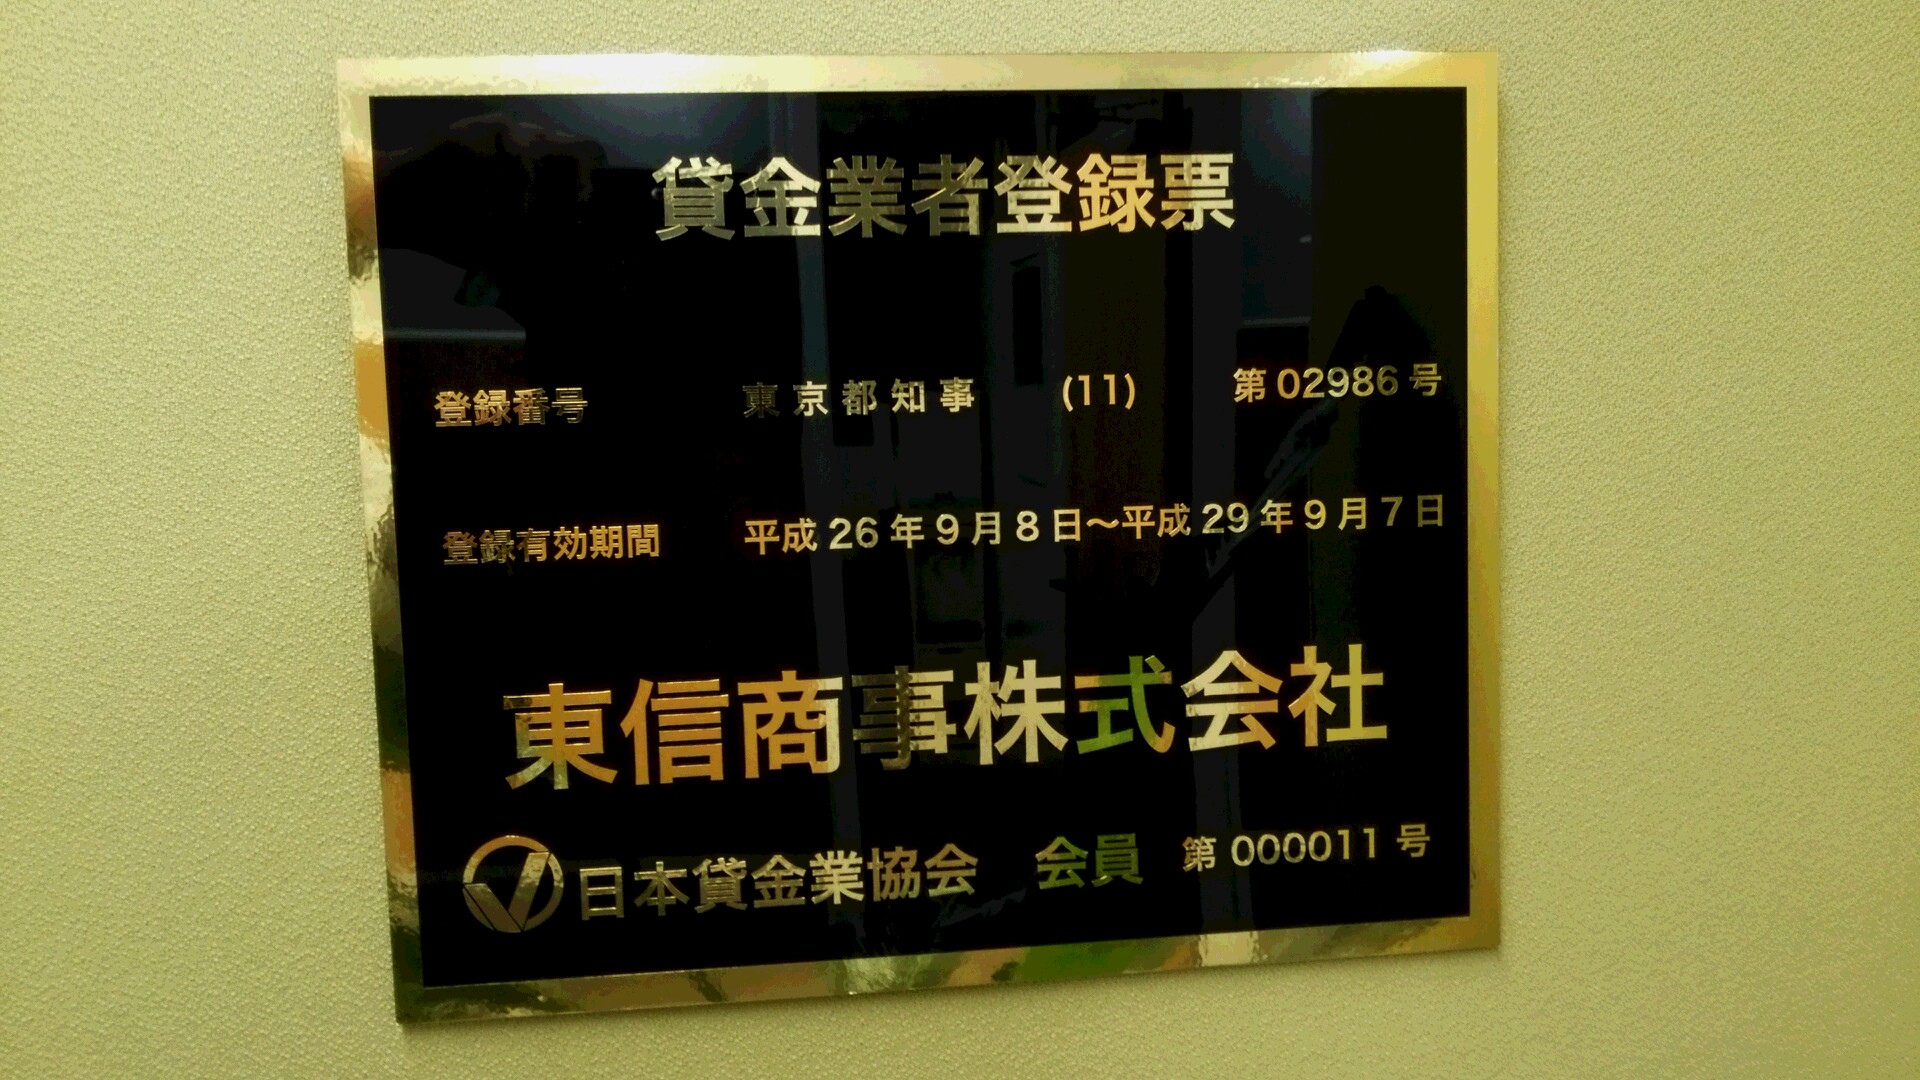 貸金業者登録票
登録番号 東京都知事 (11) 第02986号
登録有効期間 平成26年9月8日～平成29年9月7日
東信商事株式会社
日本貸金業協会 会員 第000011号